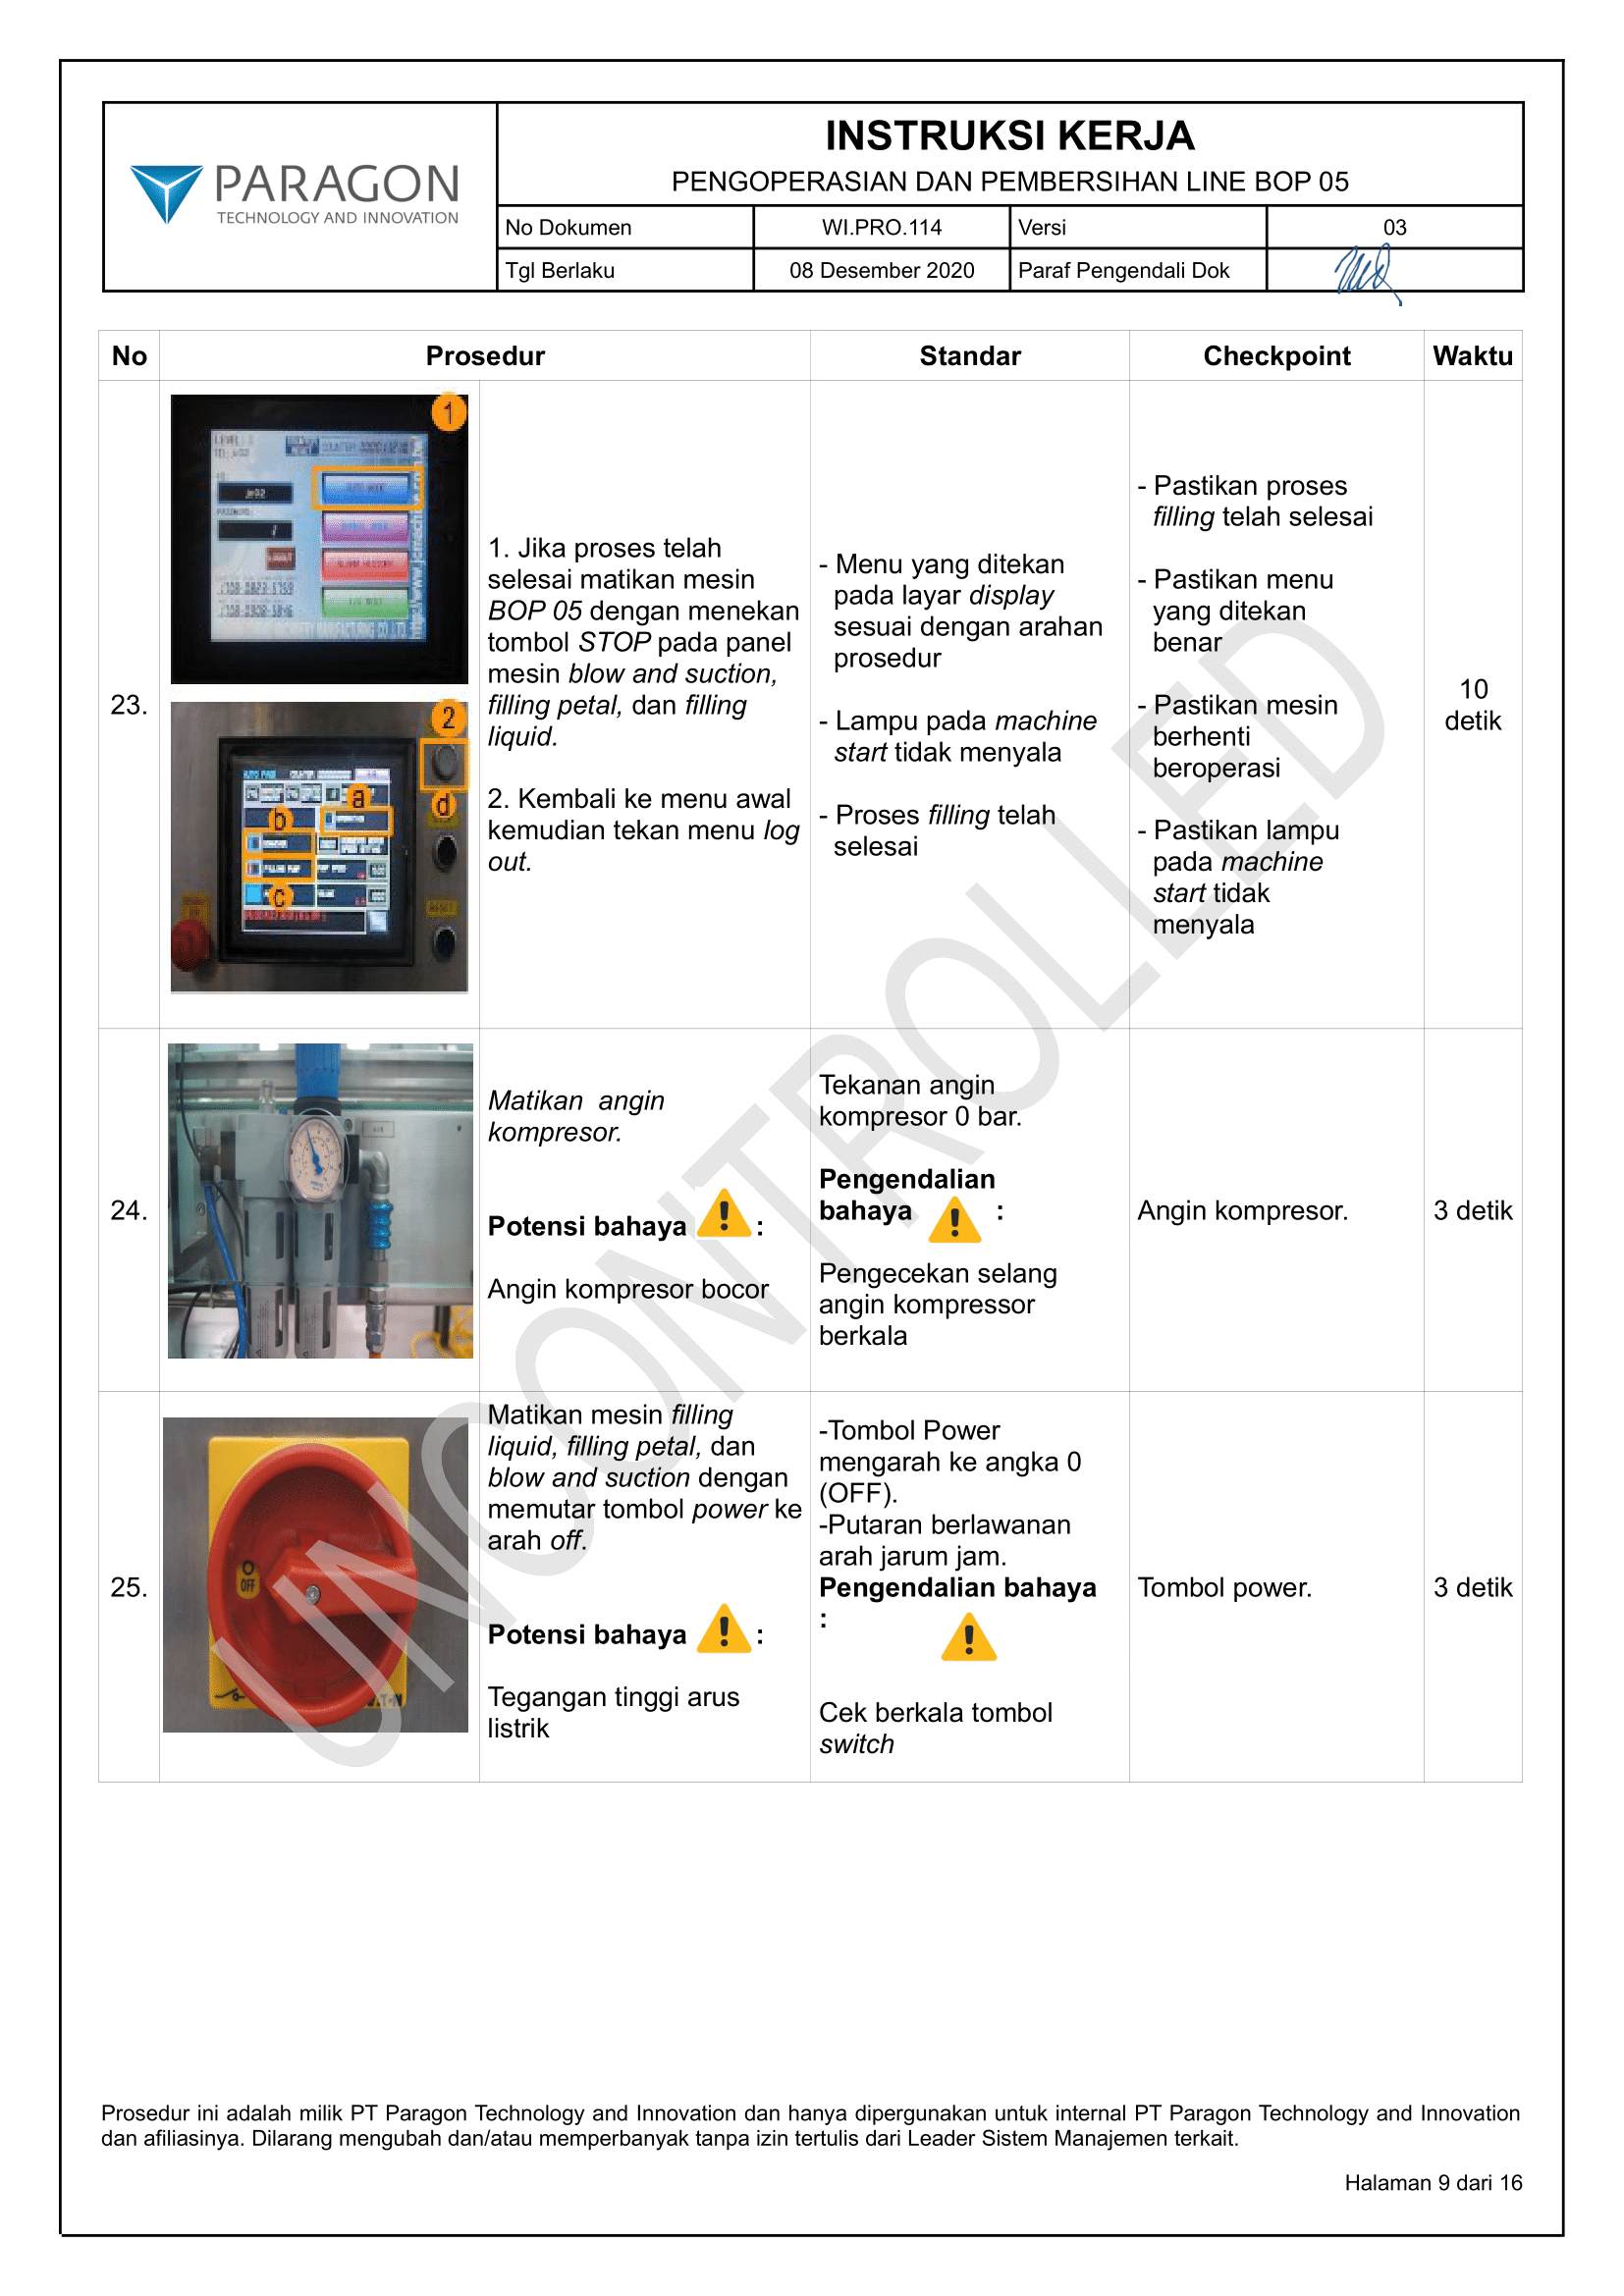 PARAGON
TECHNOLOGY AND INNOVATION
INSTRUKSI KERJA
PENGOPERASIAN DAN PEMBERSIHAN LINE BOP 05
No Dokumen WI.PRO.114 Versi 03
Tgl Berlaku 08 Desember 2020 Paraf Pengendali Dok
No Prosedur Standar Checkpoint Waktu
23.
1
2
a
b
c
d
1. Jika proses telah
selesai matikan mesin
BOP 05 dengan menekan
tombol STOP pada panel
mesin blow and suction,
filling petal, dan filling
liquid.
2. Kembali ke menu awal
kemudian tekan menu log
out.
- Menu yang ditekan
pada layar display
sesuai dengan arahan
prosedur
- Lampu pada machine
start tidak menyala
- Proses filling telah
selesai
- Pastikan proses
filling telah selesai
- Pastikan menu
yang ditekan
benar
- Pastikan mesin
berhenti
beroperasi
- Pastikan lampu
pada machine
start tidak
menyala
10
detik
24.
Matikan angin
kompresor.
Potensi bahaya :
Angin kompresor bocor
Tekanan angin
kompresor 0 bar.
Pengendalian
bahaya :
Pengecekan selang
angin kompressor
berkala
Angin kompresor.
3 detik
25.
OFF
Matikan mesin filling
liquid, filling petal, dan
blow and suction dengan
memutar tombol power ke
arah off.
Potensi bahaya :
Tegangan tinggi arus
listrik
-Tombol Power
mengarah ke angka 0
(OFF).
-Putaran berlawanan
arah jarum jam.
Pengendalian bahaya
:
Cek berkala tombol
switch
Tombol power.
3 detik
UNCONTROLLED
Prosedur ini adalah milik PT Paragon Technology and Innovation dan hanya dipergunakan untuk internal PT Paragon Technology and Innovation
dan afiliasinya. Dilarang mengubah dan/atau memperbanyak tanpa izin tertulis dari Leader Sistem Manajemen terkait.
Halaman 9 dari 16